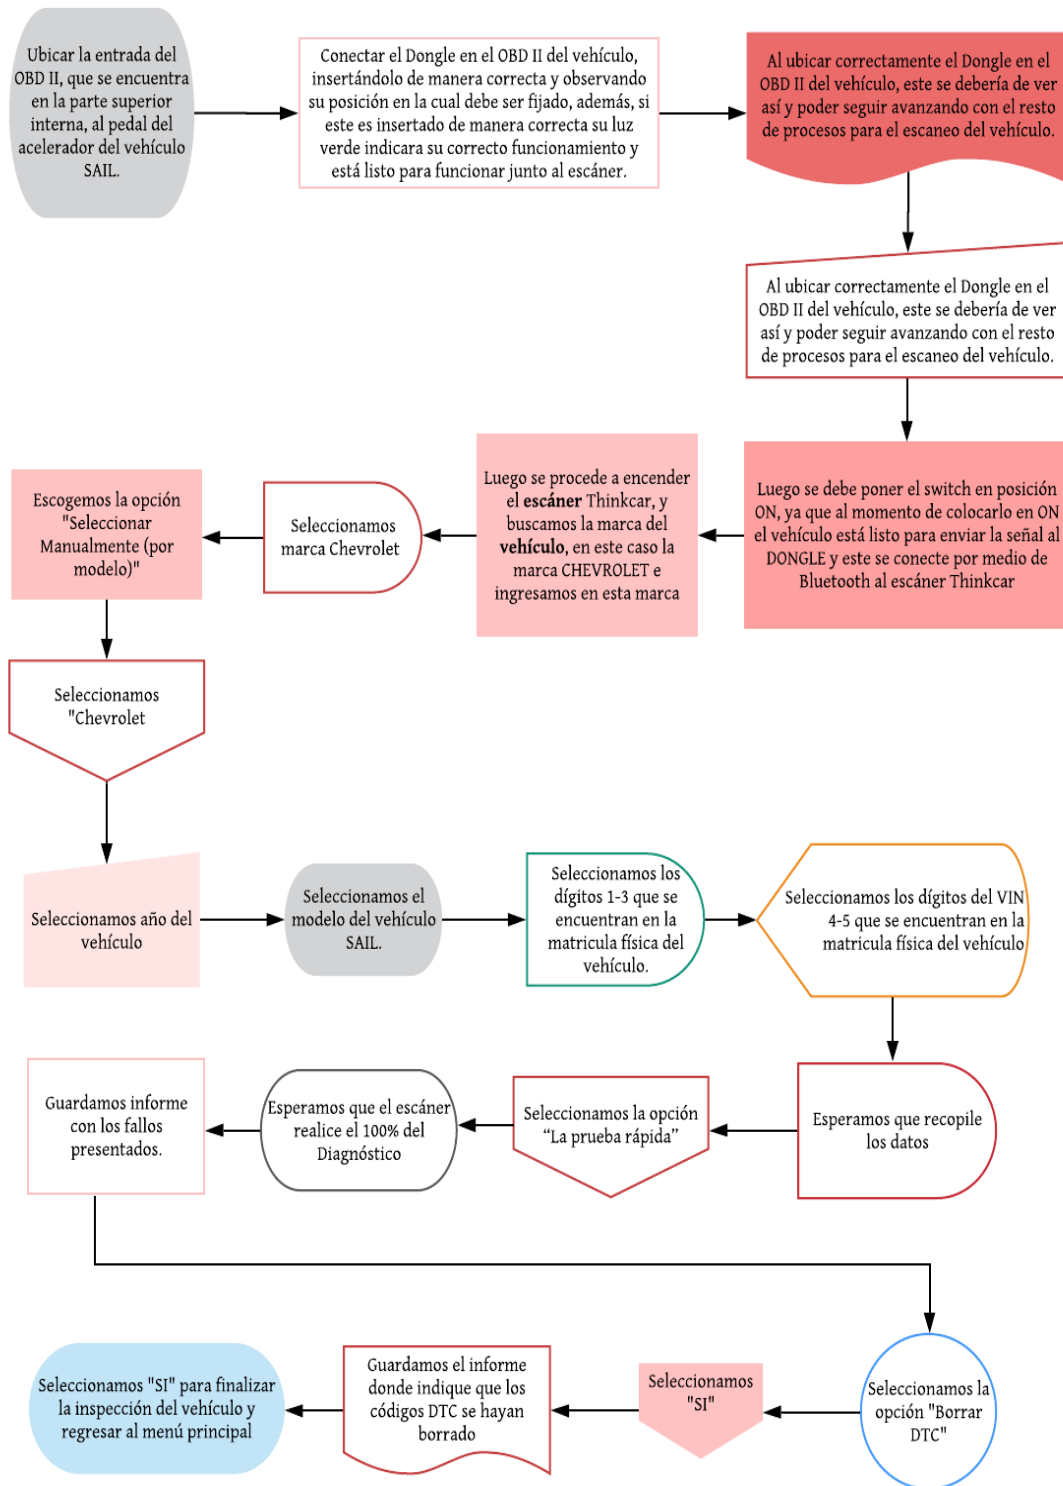 Ubicar la entrada del
OBD II, que se encuentra
en la parte superior
interna, al pedal del
acelerador del vehículo
SAIL.
Conectar el Dongle en el OBD II del vehículo,
insertándolo de manera correcta y observando
su posición en la cual debe ser fijado, además, si
este es insertado de manera correcta su luz
verde indicara su correcto funcionamiento y
está listo para funcionar junto al escáner.
Al ubicar correctamente el Dongle en el
OBD II del vehículo, este se debería de ver
así y poder seguir avanzando con el resto
de procesos para el escaneo del vehículo.
Al ubicar correctamente el Dongle en el
OBD II del vehículo, este se debería de ver
así y poder seguir avanzando con el resto
de procesos para el escaneo del vehículo.
Luego se debe poner el switch en posición
ON, ya que al momento de colocarlo en ON
el vehículo está listo para enviar la señal al
DONGLE y este se conecte por medio de
Bluetooth al escáner Thinkcar
Luego se procede a encender
el escáner Thinkcar, y
buscamos la marca del
vehículo, en este caso la
marca CHEVROLET e
ingresamos en esta marca
Seleccionamos
marca Chevrolet
Escogemos la opción
"Seleccionar
Manualmente (por
modelo)"
Seleccionamos
"Chevrolet
Seleccionamos año del
vehículo
Seleccionamos el
modelo del vehículo
SAIL.
Seleccionamos los
dígitos 1-3 que se
encuentran en la
matricula física del
vehículo.
Seleccionamos los dígitos del VIN
4-5 que se encuentran en la
matricula física del vehículo
Esperamos que recopile
los datos
Seleccionamos la opción
“La prueba rápida”
Esperamos que el escáner
realice el 100% del
Diagnóstico
Guardamos informe
con los fallos
presentados.
Seleccionamos la
opción "Borrar
DTC"
Seleccionamos
"SI"
Guardamos el informe
donde indique que los
códigos DTC se hayan
borrado
Seleccionamos "SI" para finalizar
la inspección del vehículo y
regresar al menú principal